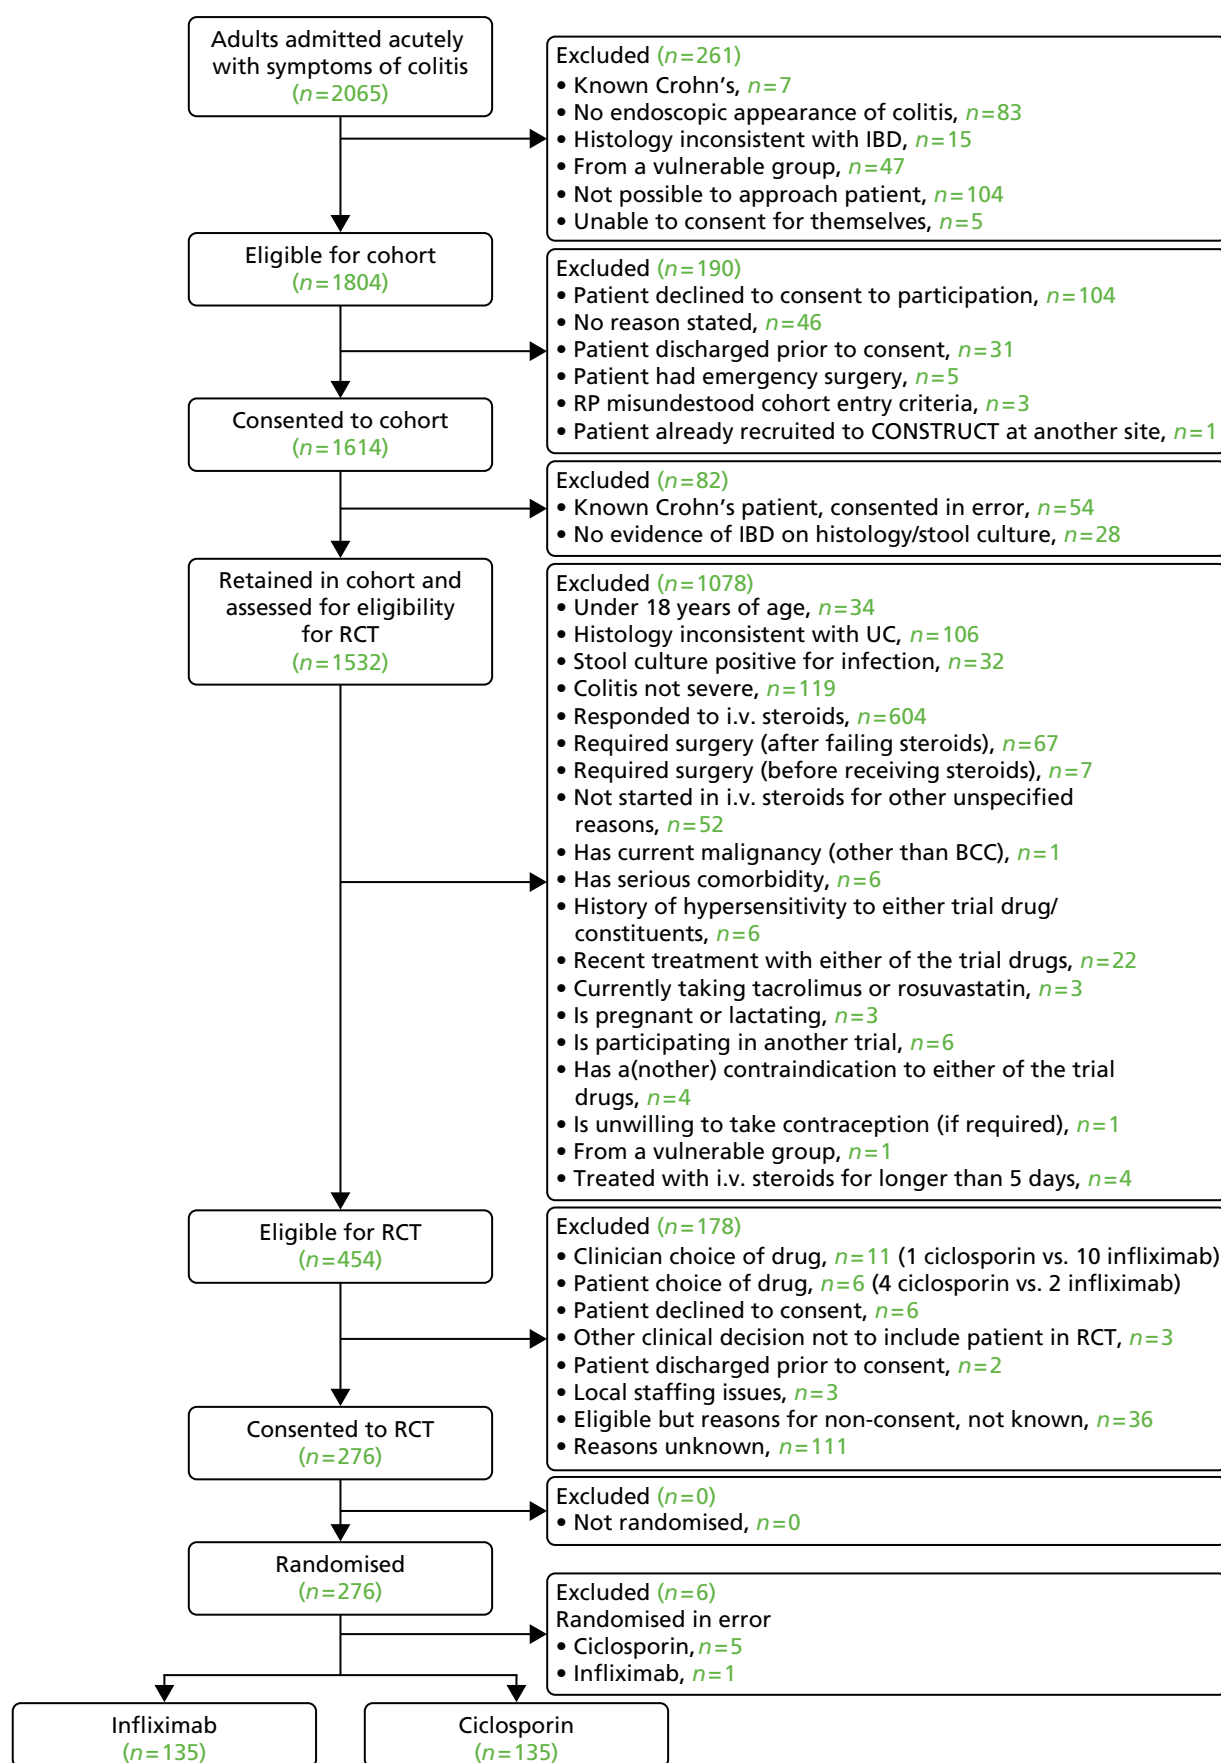 Adults admitted acutely
with symptoms of colitis
(n=2065)
Excluded (n=261)
• Known Crohn's, n=7
• No endoscopic appearance of colitis, n=83
• Histology inconsistent with IBD, n=15
• From a vulnerable group, n=47
• Not possible to approach patient, n=104
• Unable to consent for themselves, n=5
Eligible for cohort
(n=1804)
Excluded (n=190)
• Patient declined to consent to participation, n=104
• No reason stated, n=46
• Patient discharged prior to consent, n=31
• Patient had emergency surgery, n=5
• RP misundestood cohort entry criteria, n=3
• Patient already recruited to CONSTRUCT at another site, n=1
Consented to cohort
(n=1614)
Excluded (n=82)
• Known Crohn's patient, consented in error, n=54
• No evidence of IBD on histology/stool culture, n=28
Retained in cohort and
assessed for eligibility
for RCT
(n=1532)
Excluded (n=1078)
• Under 18 years of age, n=34
• Histology inconsistent with UC, n=106
• Stool culture positive for infection, n=32
• Colitis not severe, n=119
• Responded to i.v. steroids, n=604
• Required surgery (after failing steroids), n=67
• Required surgery (before receiving steroids), n=7
• Not started in i.v. steroids for other unspecified
reasons, n=52
• Has current malignancy (other than BCC), n=1
• Has serious comorbidity, n=6
• History of hypersensitivity to either trial drug/
constituents, n=6
• Recent treatment with either of the trial drugs, n=22
• Currently taking tacrolimus or rosuvastatin, n=3
• Is pregnant or lactating, n=3
• Is participating in another trial, n=6
• Has a(nother) contraindication to either of the trial
drugs, n=4
• Is unwilling to take contraception (if required), n=1
• From a vulnerable group, n=1
• Treated with i.v. steroids for longer than 5 days, n=4
Eligible for RCT
(n=454)
Excluded (n=178)
• Clinician choice of drug, n=11 (1 ciclosporin vs. 10 infliximab)
• Patient choice of drug, n=6 (4 ciclosporin vs. 2 infliximab)
• Patient declined to consent, n=6
• Other clinical decision not to include patient in RCT, n=3
• Patient discharged prior to consent, n=2
• Local staffing issues, n=3
• Eligible but reasons for non-consent, not known, n=36
• Reasons unknown, n=111
Consented to RCT
(n=276)
Excluded (n=0)
• Not randomised, n=0
Randomised
(n=276)
Excluded (n=6)
Randomised in error
• Ciclosporin, n=5
• Infliximab, n=1
Infliximab
(n=135)
Ciclosporin
(n=135)